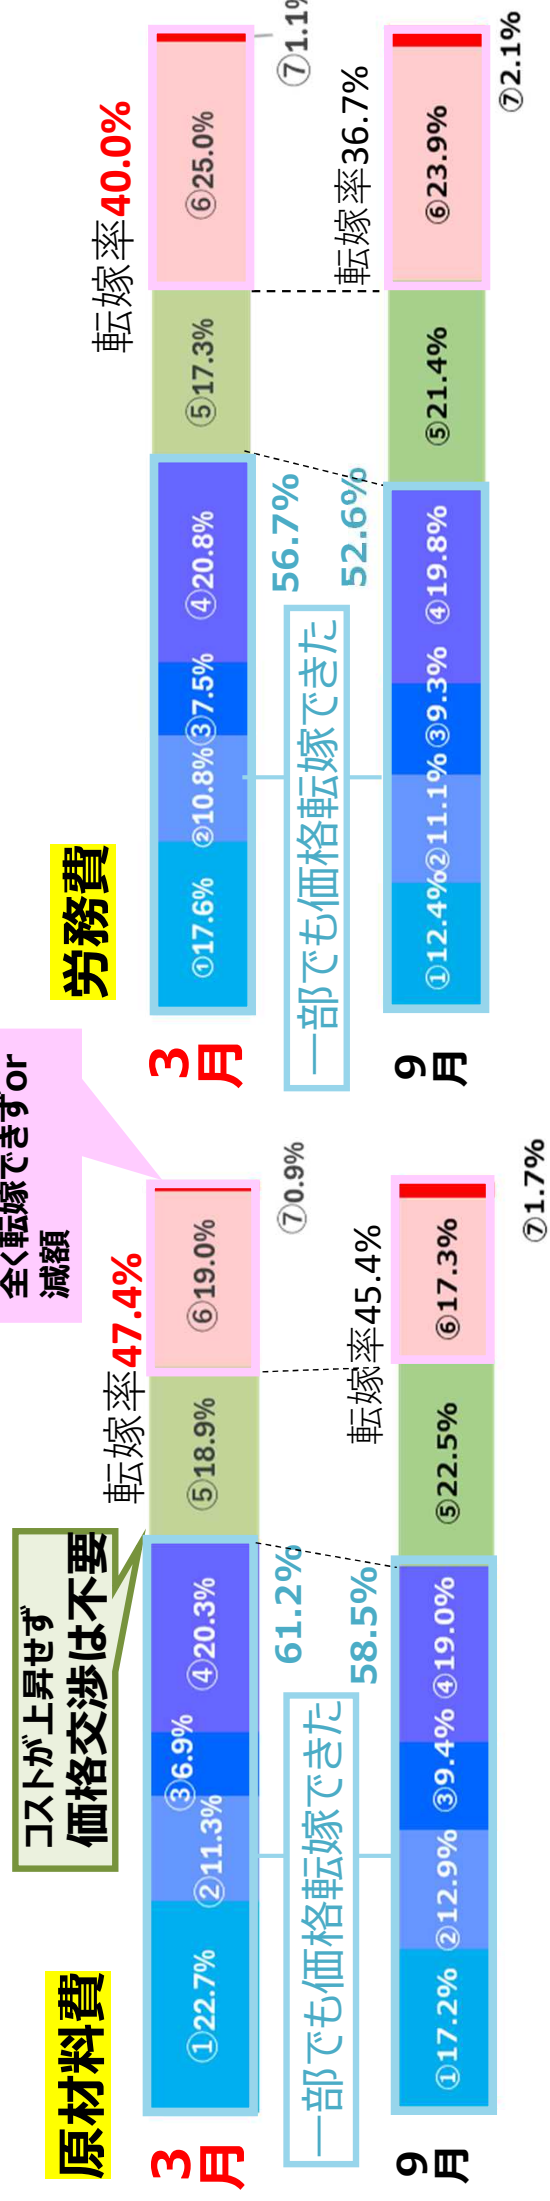 原材料費
コストが上昇せず
価格交渉は不要
全く転嫁できずor
減額
転嫁率47.4%
3月
①22.7%
②11.3%
③6.9%
④20.3%
⑤18.9%
⑥19.0%
⑦0.9%
61.2%
一部でも価格転嫁できた
58.5%
転嫁率45.4%
9月
①17.2%
②12.9%
③9.4%
④19.0%
⑤22.5%
⑥17.3%
⑦1.7%
労務費
転嫁率40.0%
3月
①17.6%
②10.8%
③7.5%
④20.8%
⑤17.3%
⑥25.0%
⑦1.1%
56.7%
一部でも価格転嫁できた
52.6%
転嫁率36.7%
9月
①12.4%
②11.1%
③9.3%
④19.8%
⑤21.4%
⑥23.9%
⑦2.1%